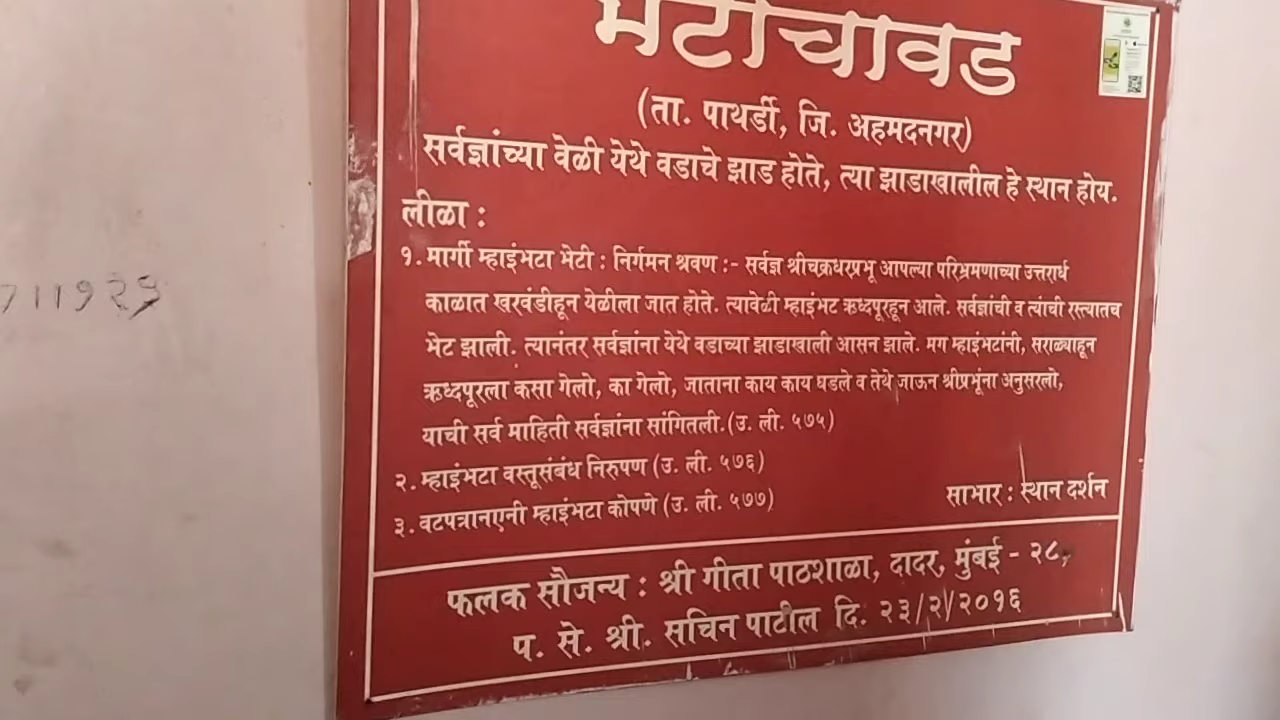 भेटीचावड
(ता. पाथर्डी, जि. अहमदनगर)
सर्वज्ञांच्या वेळी येथे वडाचे झाड होते, त्या झाडाखालील हे स्थान होय.
लीळा :
१. मार्गी म्हाइंभटा भेटी : निर्गमन श्रवण :- सर्वज्ञ श्रीचक्रधरप्रभू आपल्या परिभ्रमणाच्या उत्तरार्ध
काळात खरवंडीहून येळीला जात होते. त्यावेळी म्हाइंभट ऋध्दपूरहून आले. सर्वज्ञांची व त्यांची रस्त्यातच
भेट झाली. त्यानंतर सर्वज्ञांना येथे वडाच्या झाडाखाली आसन झाले. मग म्हाइंभटांनी, सराळ्याहून
ऋध्दपूरला कसा गेलो, का गेलो, जाताना काय काय घडले व तेथे जाऊन श्रीप्रभूंना अनुसरलो,
याची सर्व माहिती सर्वज्ञांना सांगितली.(उ. ली. ५७५)
२. म्हाइंभटा वस्तूसंबंध निरुपण (उ. ली. ५७६)
३. वटपत्रानएनी म्हाइंभटा कोपणे (उ. ली. ५७७)
साभार : स्थान दर्शन
फलक सौजन्य : श्री गीता पाठशाळा, दादर, मुंबई - २८,
प. से. श्री. सचिन पाटील दि. २३/२/२०१६